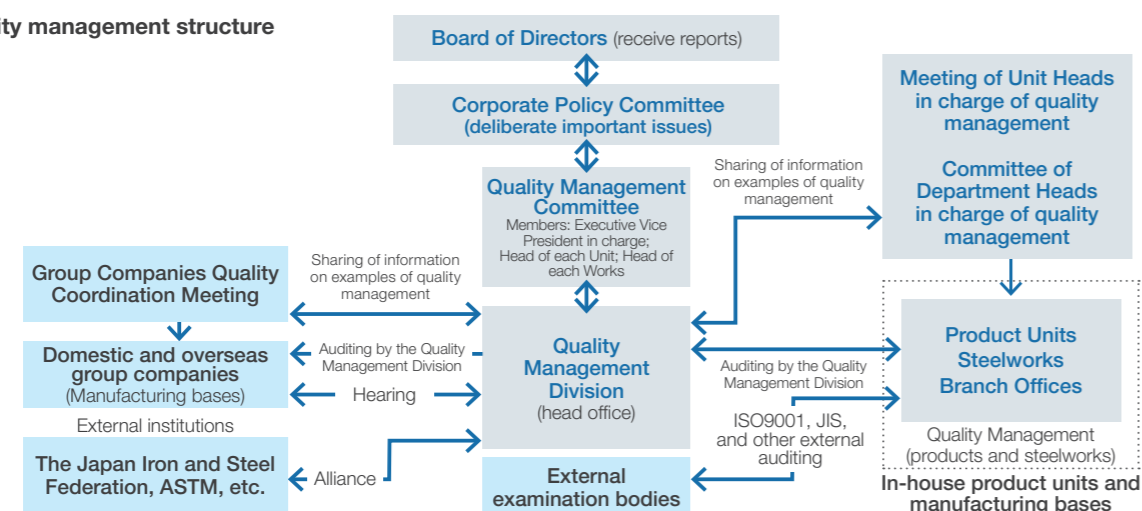 ity management structure
Board of Directors (receive reports)
Corporate Policy Committee
(deliberate important issues)
Quality Management
Committee
Members: Executive Vice
President in charge;
Head of each Unit; Head of
each Works
Sharing of information
on examples of quality
management
Meeting of Unit Heads
in charge of quality
management
Committee of
Department Heads
in charge of quality
management
Group Companies Quality
Coordination Meeting
Sharing of information
on examples of quality
management
Domestic and overseas
group companies
(Manufacturing bases)
Auditing by the Quality
Management Division
Hearing
Quality
Management
Division
(head office)
Auditing by the Quality
Management Division
Product Units
Steelworks
Branch Offices
ISO9001, JIS,
and other external
auditing
Quality Management
(products and steelworks)
In-house product units and
manufacturing bases
External institutions
The Japan Iron and Steel
Federation, ASTM, etc.
Alliance
External
examination bodies